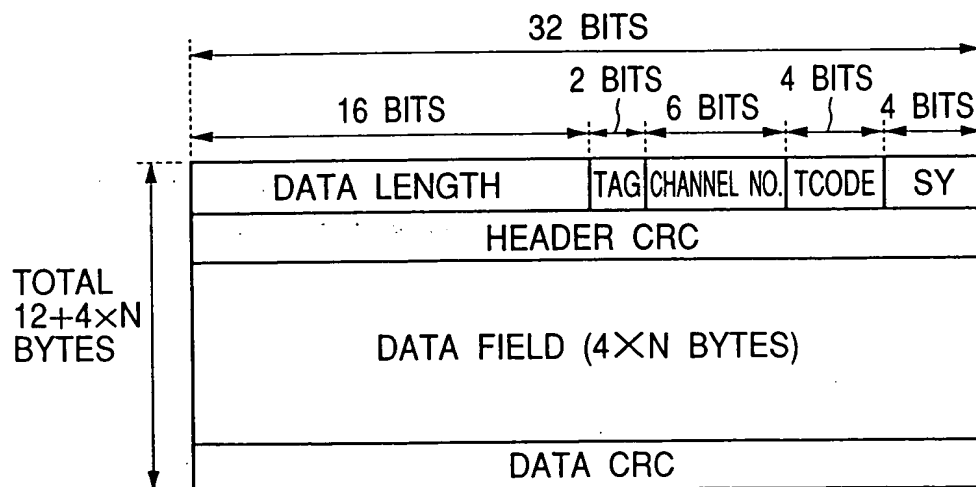 32 BITS
2 BITS 4 BITS
16 BITS 6 BITS 4 BITS
DATA LENGTH TAG CHANNEL NO. TCODE SY
HEADER CRC
TOTAL
12+4×N
BYTES
DATA FIELD (4×N BYTES)
DATA CRC